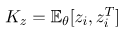 $K_z = \mathbb{E}_\theta[z_i, z_i^T]$